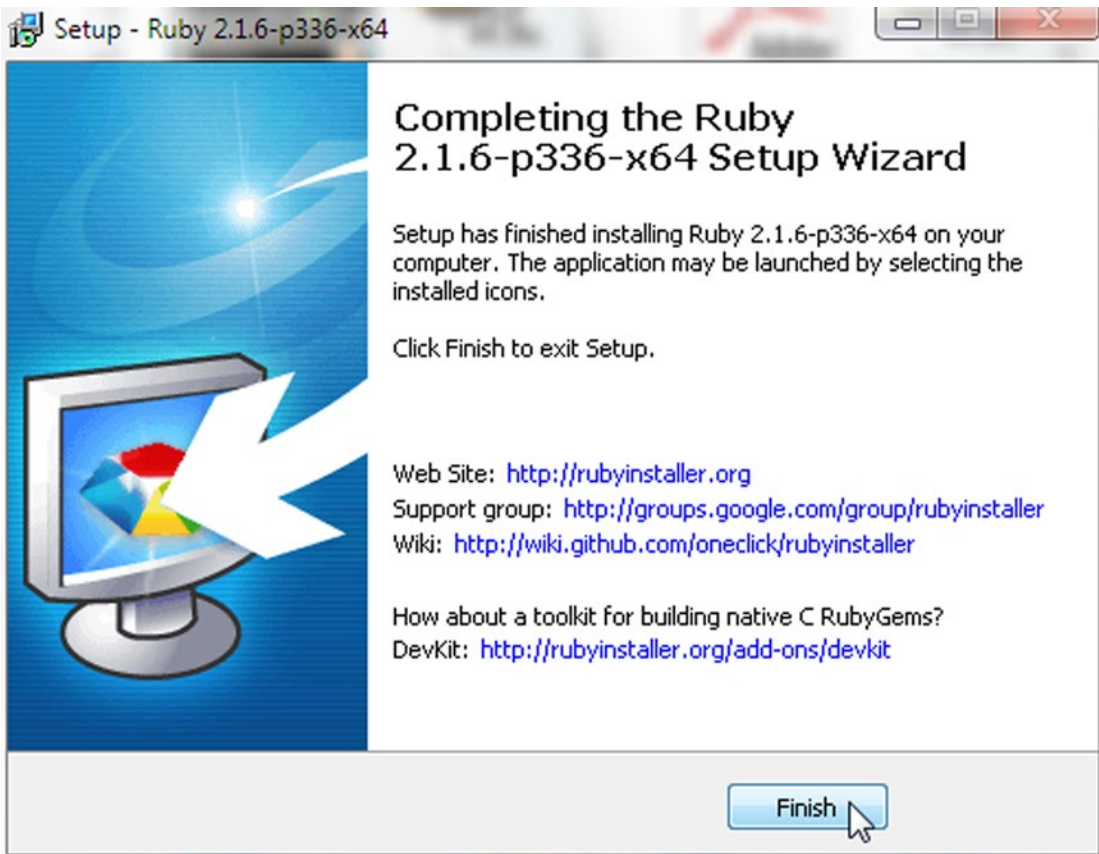 Setup - Ruby 2.1.6-p336-x64
Completing the Ruby
2.1.6-p336-x64 Setup Wizard
Setup has finished installing Ruby 2.1.6-p336-x64 on your
computer. The application may be launched by selecting the
installed icons.
Click Finish to exit Setup.
Web Site: http://rubyinstaller.org
Support group: http://groups.google.com/group/rubyinstaller
Wiki: http://wiki.github.com/oneclick/rubyinstaller
How about a toolkit for building native C RubyGems?
DevKit: http://rubyinstaller.org/add-ons/devkit
Finish